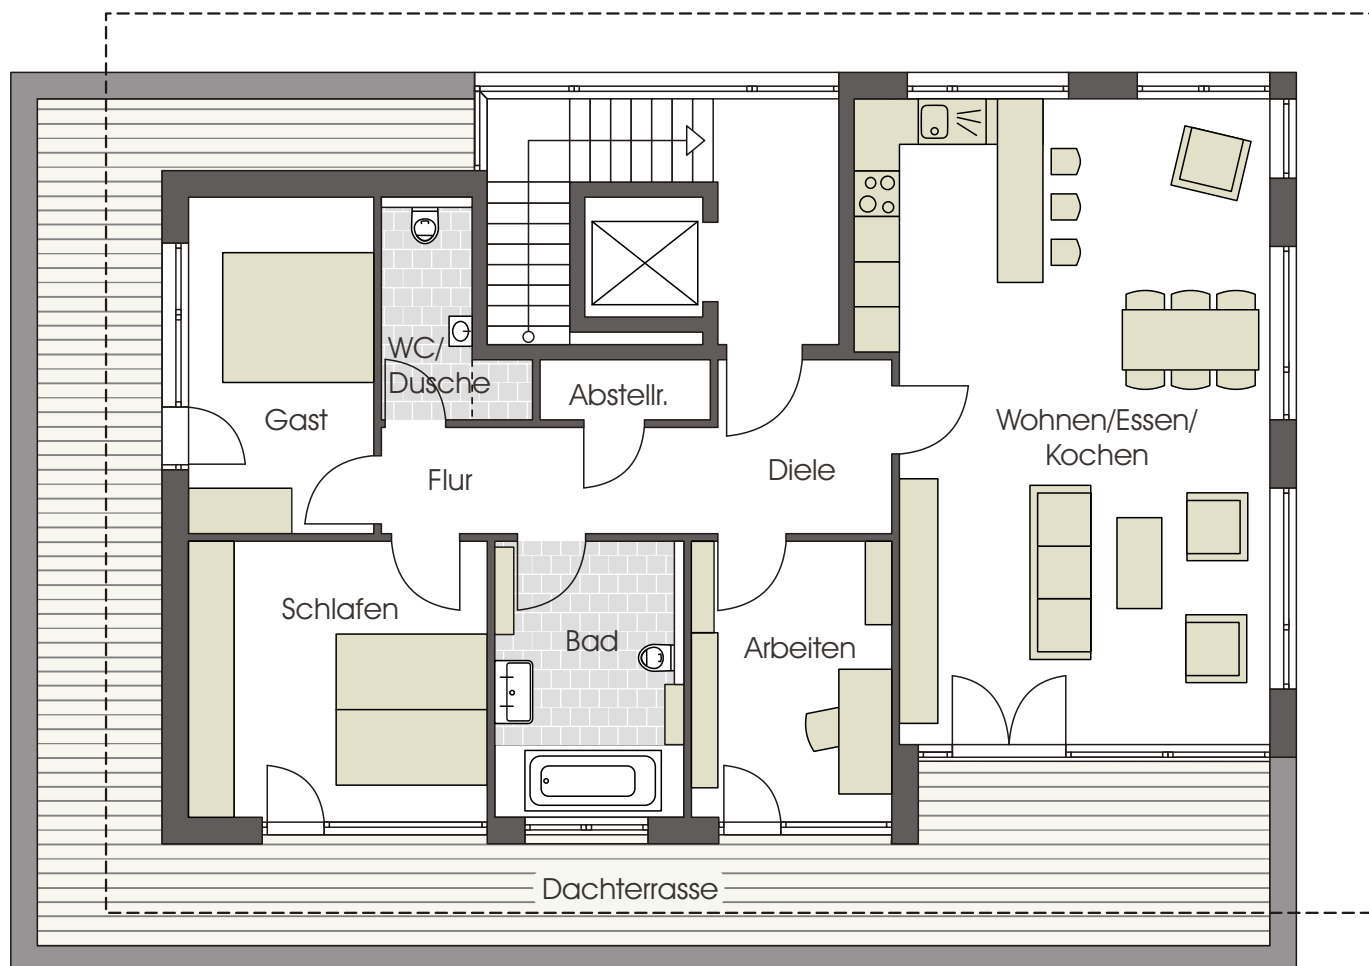 WC/
Dusche
Abstellr.
Gast
Wohnen/Essen/
Kochen
Flur
Diele
Schlafen
Bad
Arbeiten
Dachterrasse